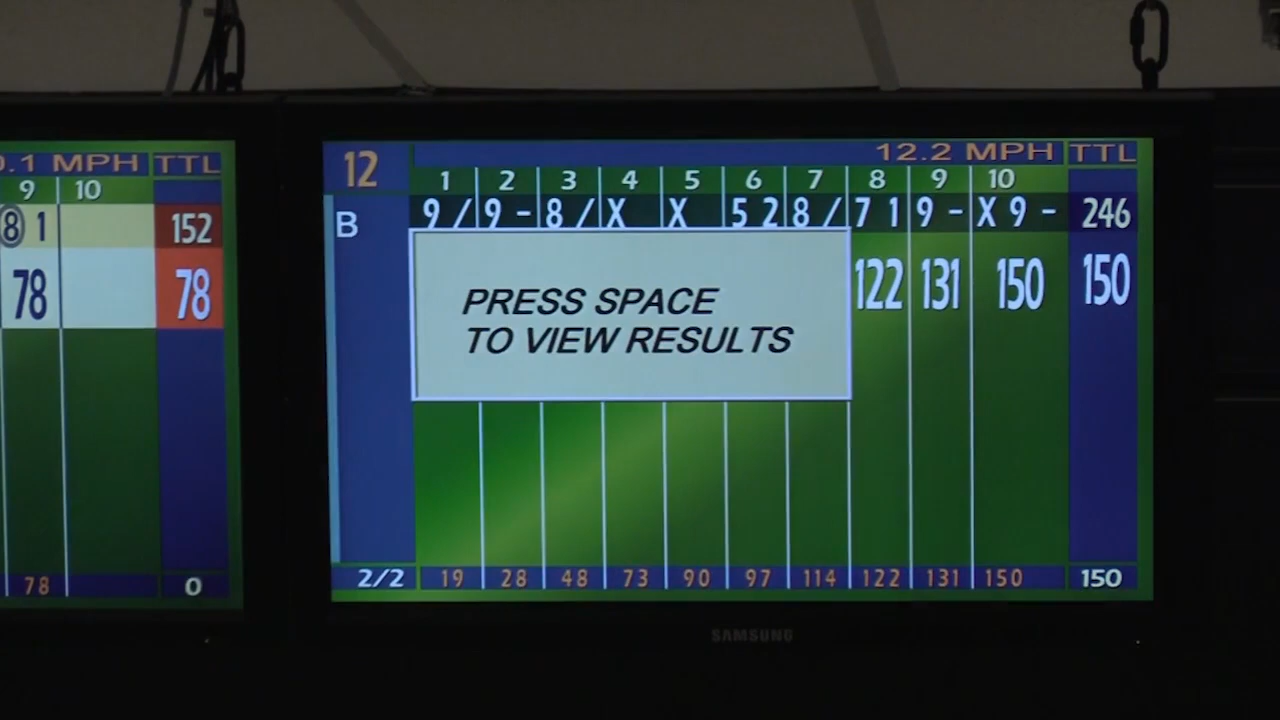 .1 MPH TTL
9 10
8 1 152
78 78
78 0
12 12.2 MPH TTL
1 2 3 4 5 6 7 8 9 10
B 9 / 9 - 8 / X X 5 2 8 / 7 1 9 - X 9 - 246
122 131 150 150
PRESS SPACE
TO VIEW RESULTS
2/2 19 28 48 73 90 97 114 122 131 150 150
SAMSUNG